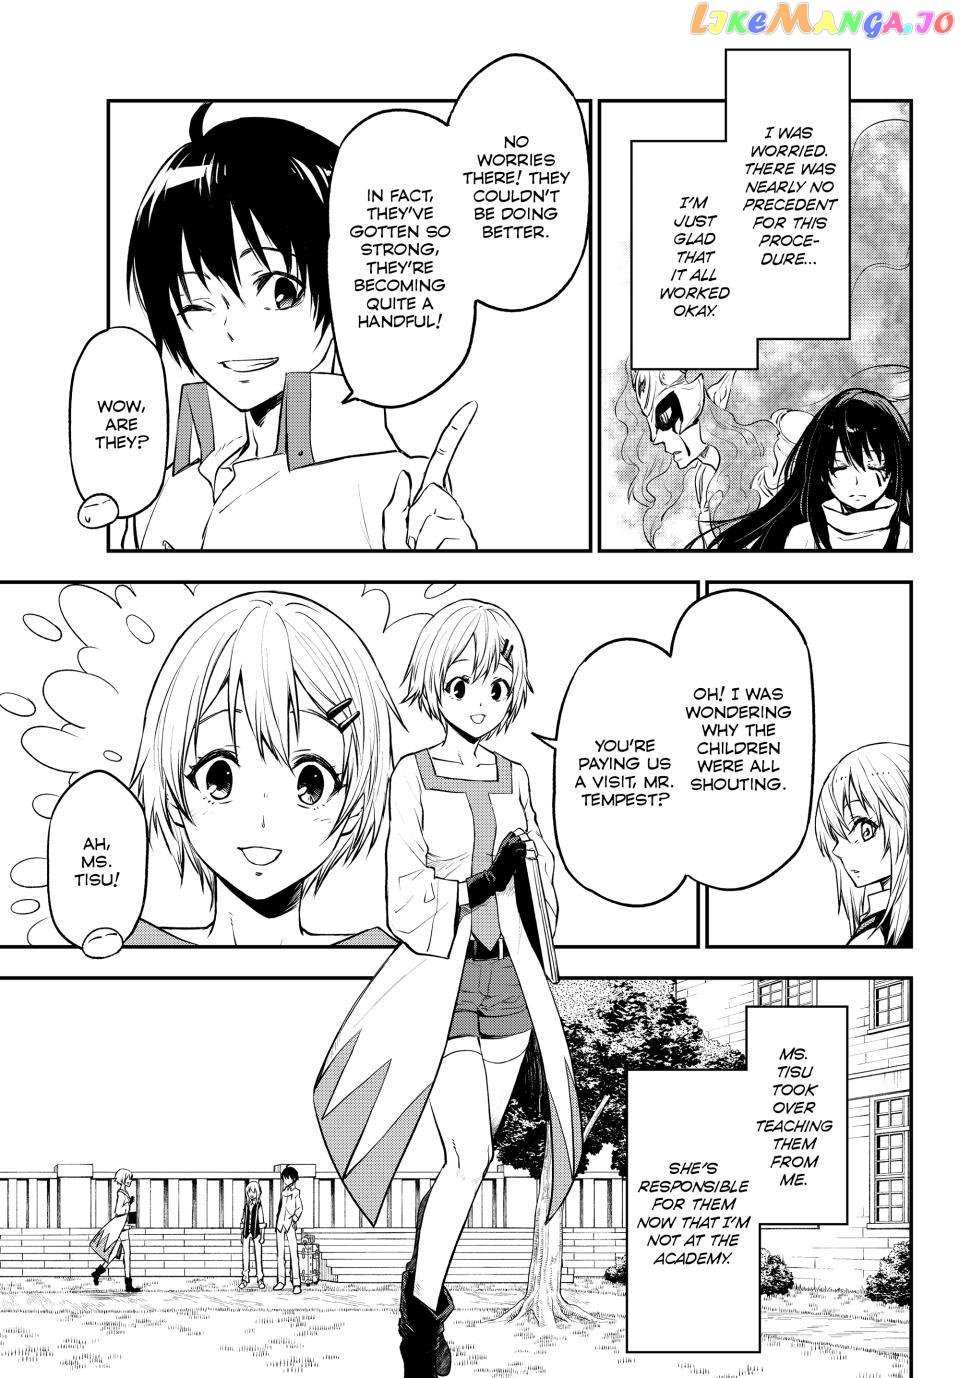 LIKEMANGA.IO
I WAS
WORRIED.
THERE WAS
NEARLY NO
PRECEDENT
FOR THIS
PROCE-
DURE...
I'M
JUST
GLAD
THAT
IT ALL
WORKED
OKAY.
NO
WORRIES
THERE! THEY
COULDN'T
BE DOING
BETTER.
IN FACT,
THEY'VE
GOTTEN SO
STRONG,
THEY'RE
BECOMING
QUITE A
HANDFUL!
WOW,
ARE
THEY?
OH! I WAS
WONDERING
WHY THE
CHILDREN
WERE ALL
SHOUTING.
YOU'RE
PAYING US
A VISIT, MR.
TEMPEST?
AH,
MS.
TISU!
MS.
TISU
TOOK
OVER
TEACHING
THEM
FROM
ME.
SHE'S
RESPONSIBLE
FOR THEM
NOW THAT I'M
NOT AT THE
ACADEMY.